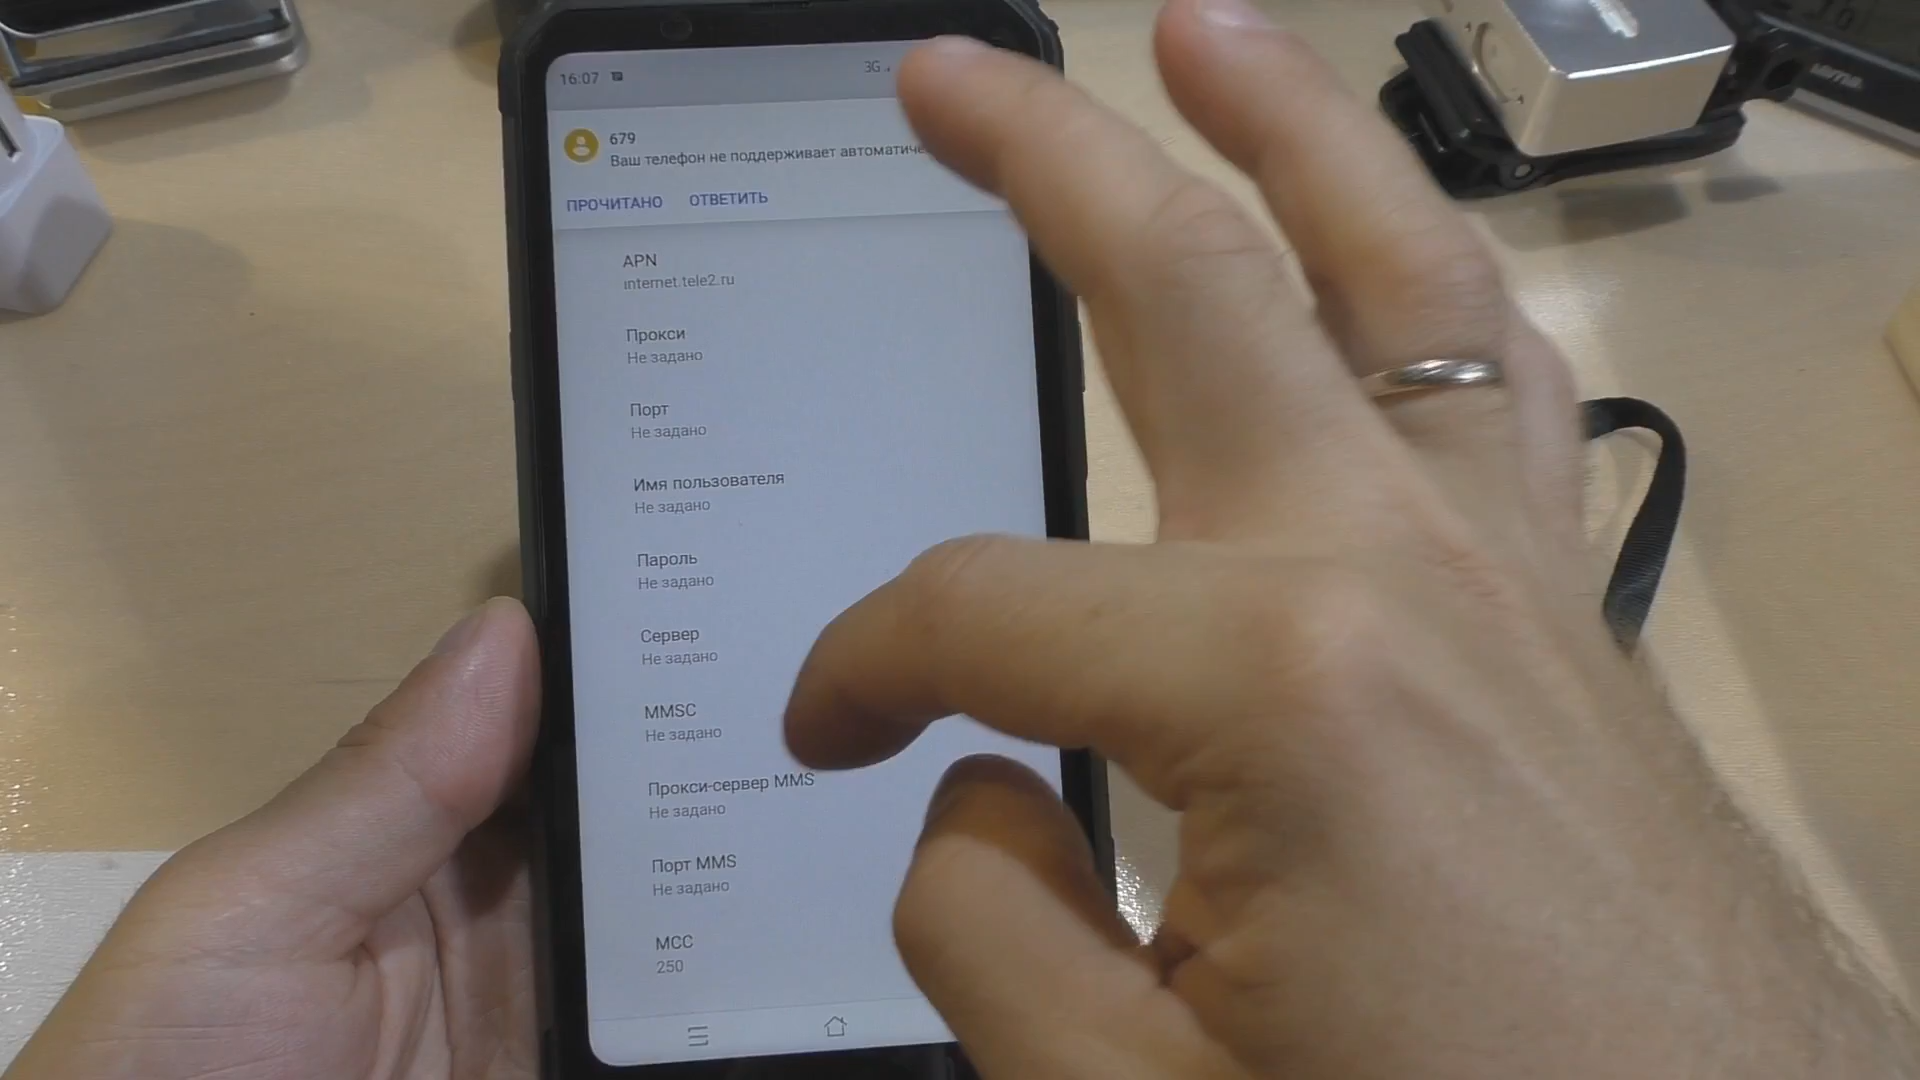 16:07
3G
679
Ваш телефон не поддерживает
ПРОЧИТАНО ОТВЕТИТЬ
APN
internet.tele2.ru
Прокси
Не задано
Порт
Не задано
Имя пользователя
Не задано
Пароль
Не задано
Сервер
Не задано
MMSC
Не задано
Прокси-сервер MMS
Не задано
Порт MMS
Не задано
MCC
250